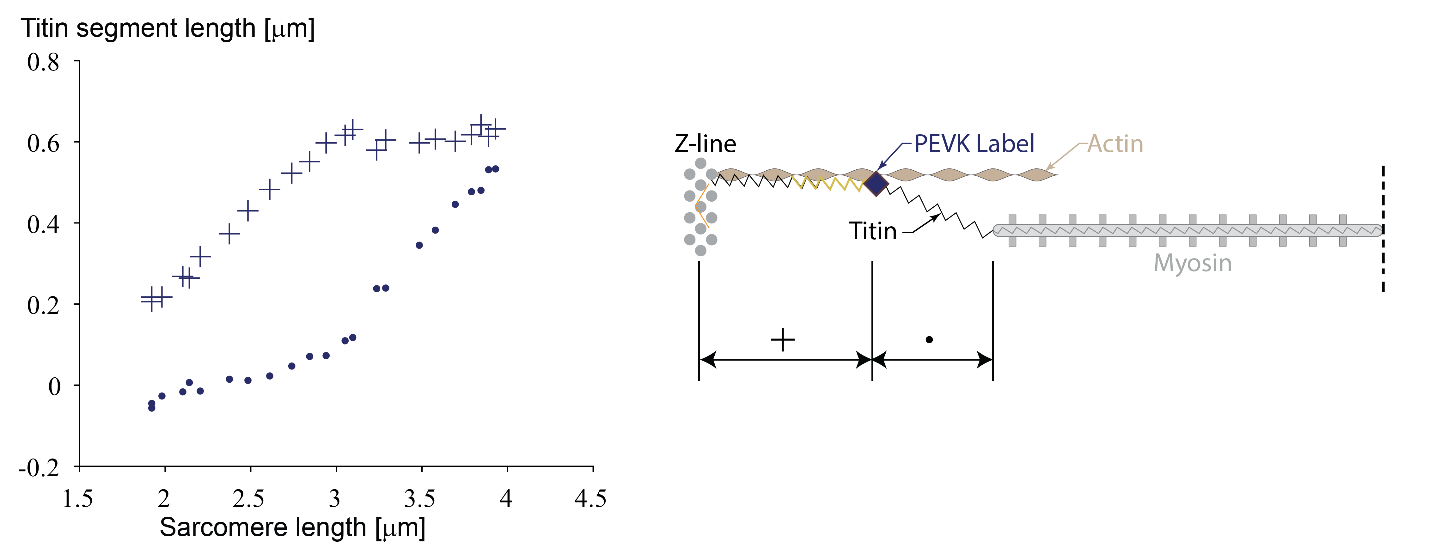 Titin segment length [μm]
0.8
0.6
0.4
0.2
0
-0.2
1.5 2 2.5 3 3.5 4 4.5
Sarcomere length [μm]
Z-line
PEVK Label
Actin
Titin
Myosin